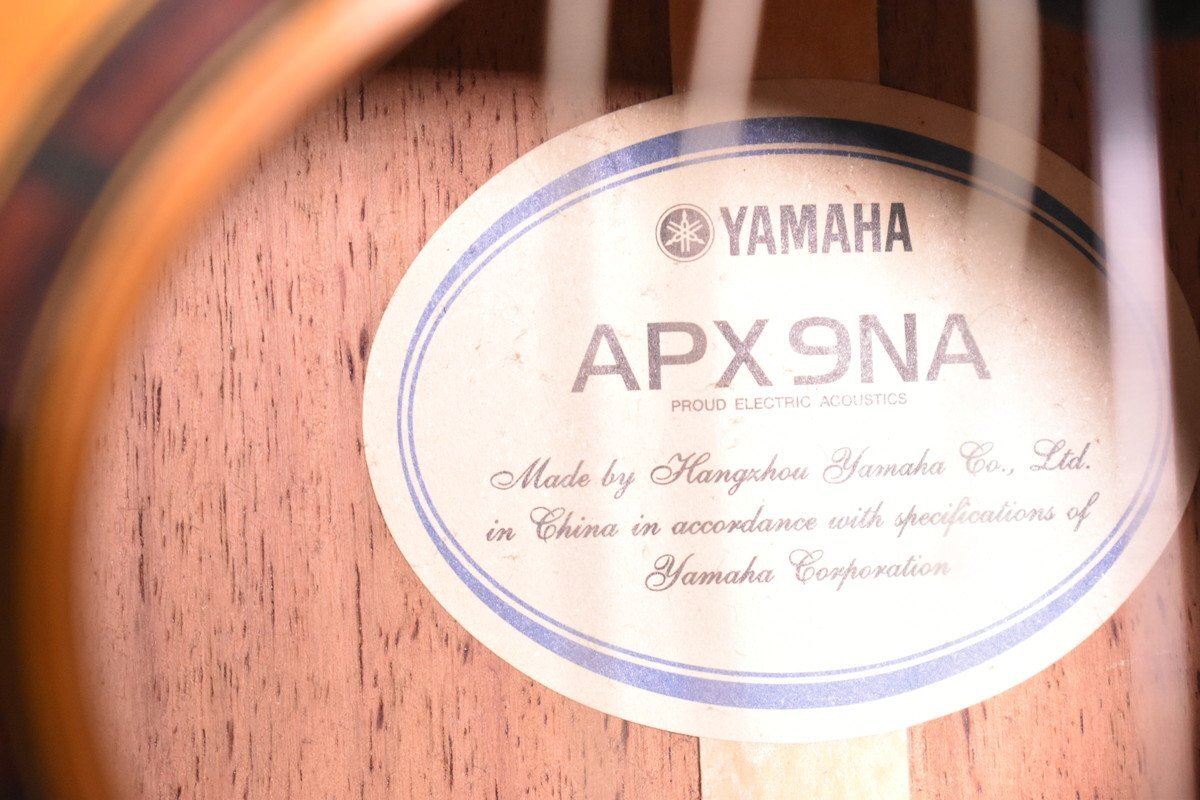 YAMAHA
APX9NA
PROUD ELECTRIC ACOUSTICS
Made by Hangzhou Yamaha Co., Ltd.
in China in accordance with specifications of
Yamaha Corporation